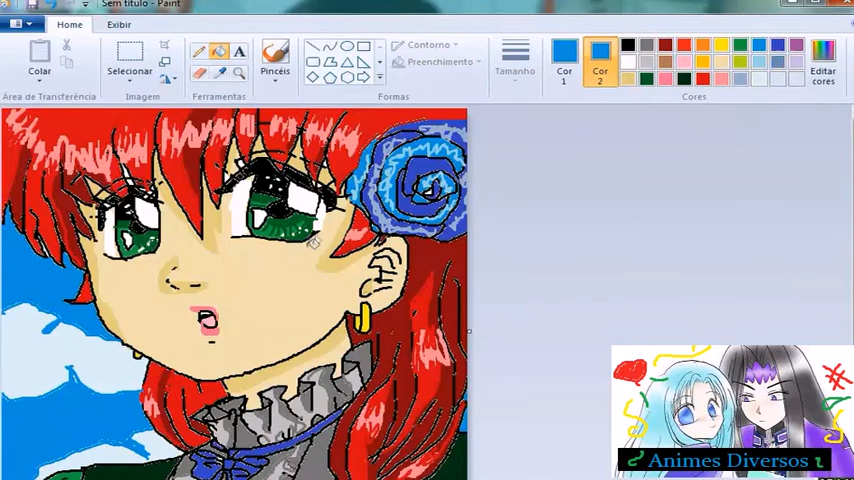 Sem título - Paint
Home Exibir
Colar
Selecionar
A
Pincéis
Contorno
Preenchimento
Tamanho
Cor 1
Cor 2
Editar cores
Área de Transferência Imagem Ferramentas Formas Cores
Animes Diversos